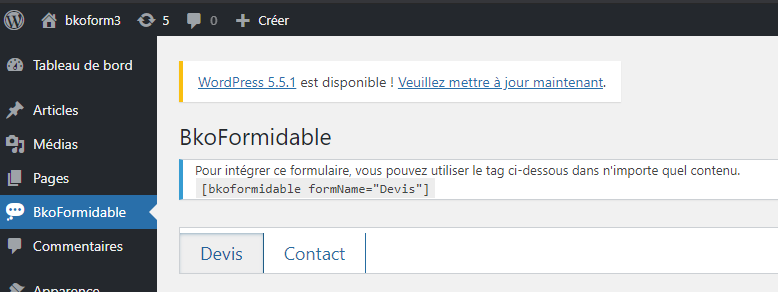 bkoform3 5 0 + Créer
Tableau de bord
Articles
Médias
Pages
BkoFormidable
Commentaires
Apparence
WordPress 5.5.1 est disponible ! Veuillez mettre à jour maintenant.
BkoFormidable
Pour intégrer ce formulaire, vous pouvez utiliser le tag ci-dessous dans n'importe quel contenu.
[bkoformidable formName="Devis"]
Devis Contact